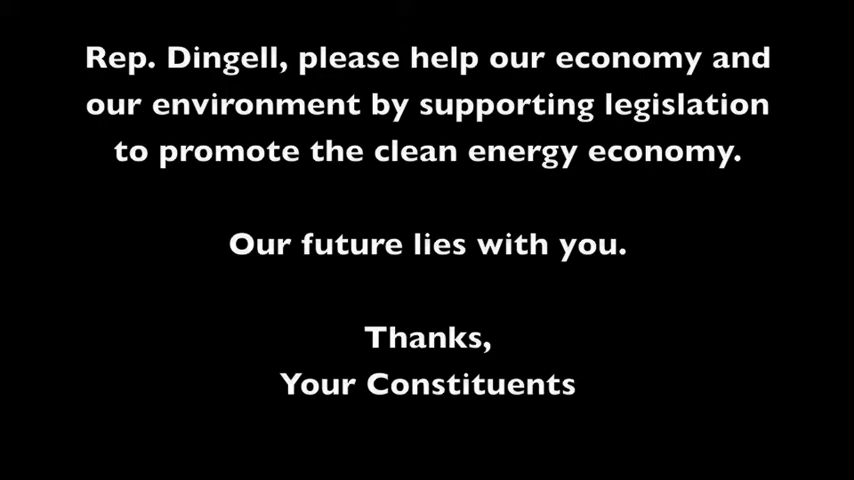 Rep. Dingell, please help our economy and
our environment by supporting legislation
to promote the clean energy economy.
Our future lies with you.
Thanks,
Your Constituents